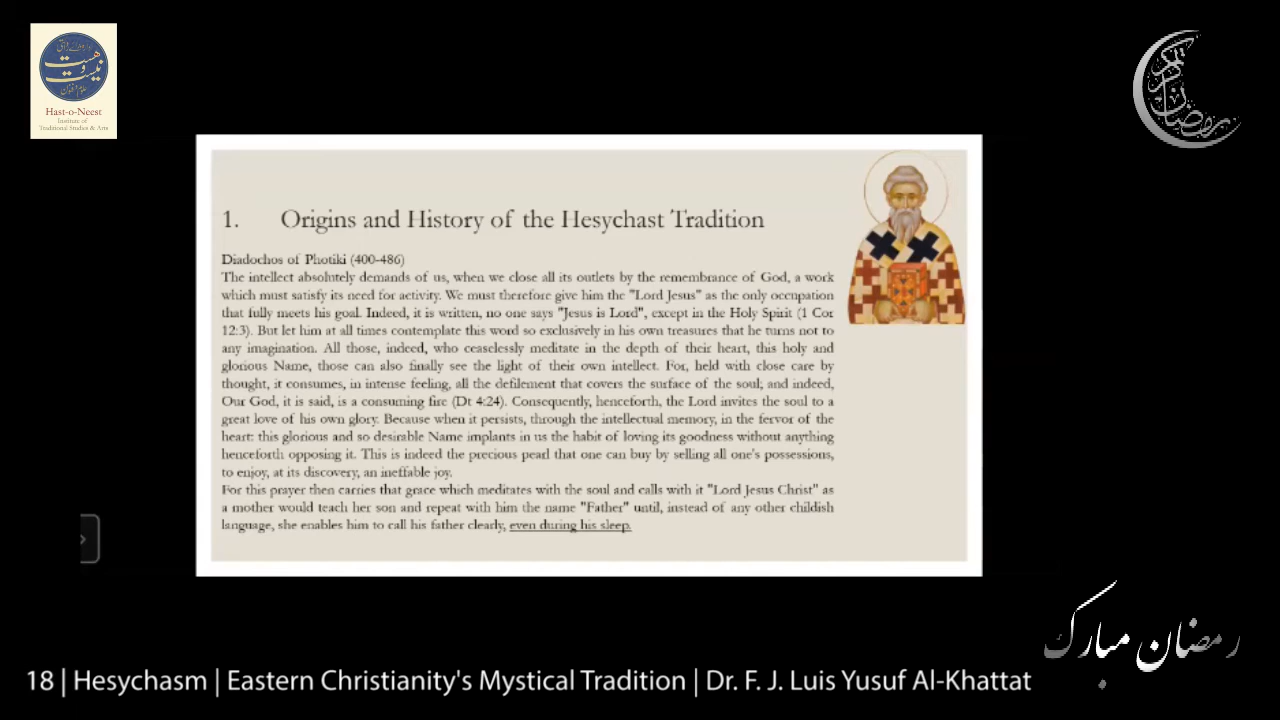 هست
و
نیست
علوم و فنون
Hast-o-Neest
Institute of
Traditional Studies & Arts
1. Origins and History of the Hesychast Tradition
Diadochos of Photiki (400-486)
The intellect absolutely demands of us, when we close all its outlets by the remembrance of God, a work
which must satisfy its need for activity. We must therefore give him the "Lord Jesus" as the only occupation
that fully meets his goal. Indeed, it is written, no one says "Jesus is Lord", except in the Holy Spirit (1 Cor
12:3). But let him at all times contemplate this word so exclusively in his own treasures that he turns not to
any imagination. All those, indeed, who ceaselessly meditate in the depth of their heart, this holy and
glorious Name, those can also finally see the light of their own intellect. For, held with close care by
thought, it consumes, in intense feeling, all the defilement that covers the surface of the soul; and indeed,
Our God, it is said, is a consuming fire (Dt 4:24). Consequently, henceforth, the Lord invites the soul to a
great love of his own glory. Because when it persists, through the intellectual memory, in the fervor of the
heart: this glorious and so desirable Name implants in us the habit of loving its goodness without anything
henceforth opposing it. This is indeed the precious pearl that one can buy by selling all one's possessions,
to enjoy, at its discovery, an ineffable joy.
For this prayer then carries that grace which meditates with the soul and calls with it "Lord Jesus Christ" as
a mother would teach her son and repeat with him the name "Father" until, instead of any other childish
language, she enables him to call his father clearly, even during his sleep.
رمضان مبارک
18 | Hesychasm | Eastern Christianity's Mystical Tradition | Dr. F. J. Luis Yusuf Al-Khattat